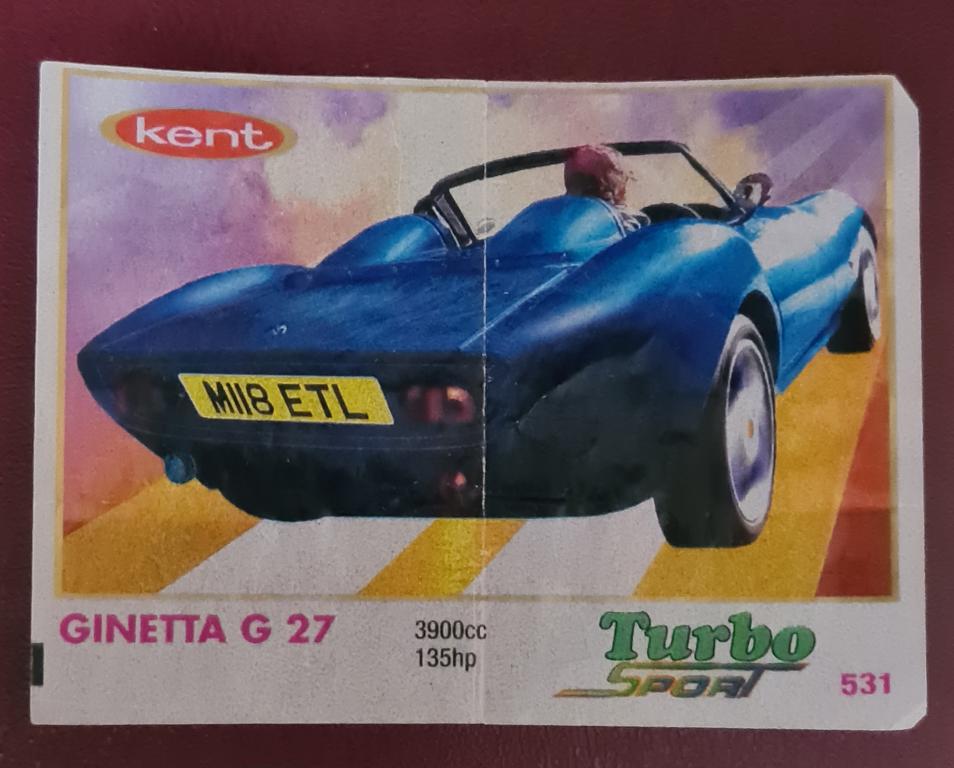 kent
M118 ETL
GINETTA G 27
3900cc
135hp
Turbo
SPORT
531